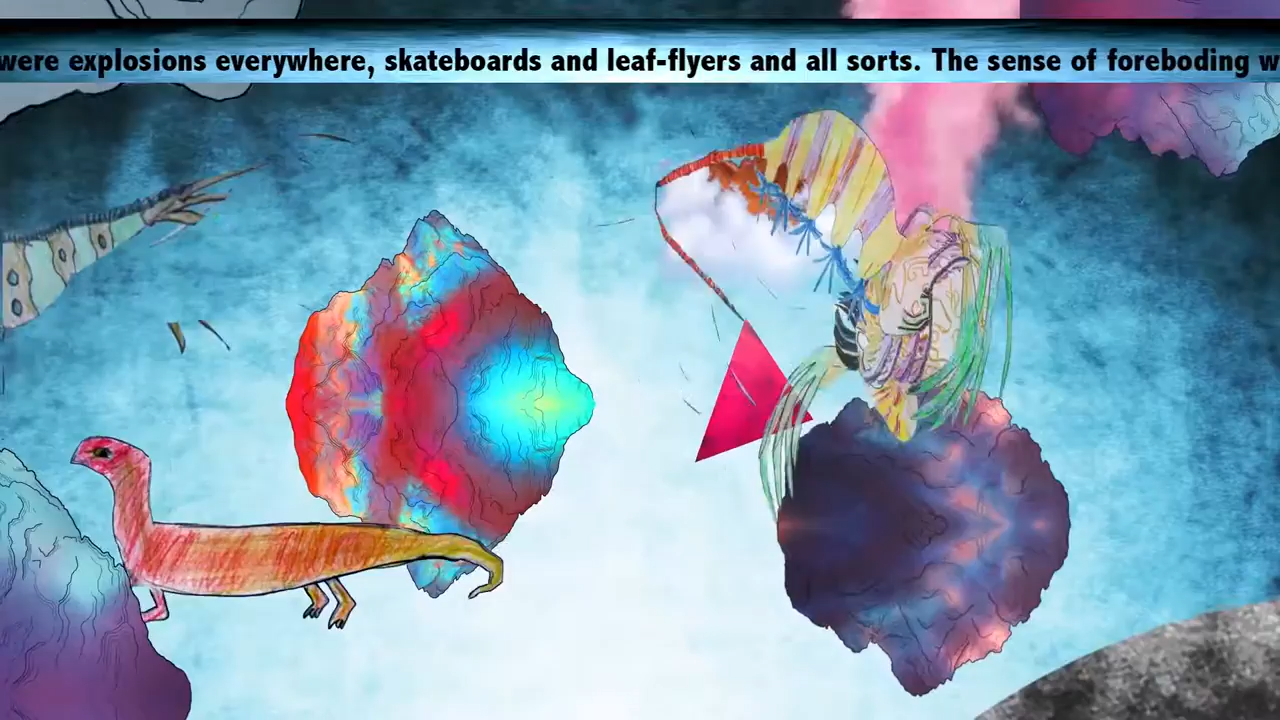 were explosions everywhere, skateboards and leaf-flyers and all sorts. The sense of foreboding